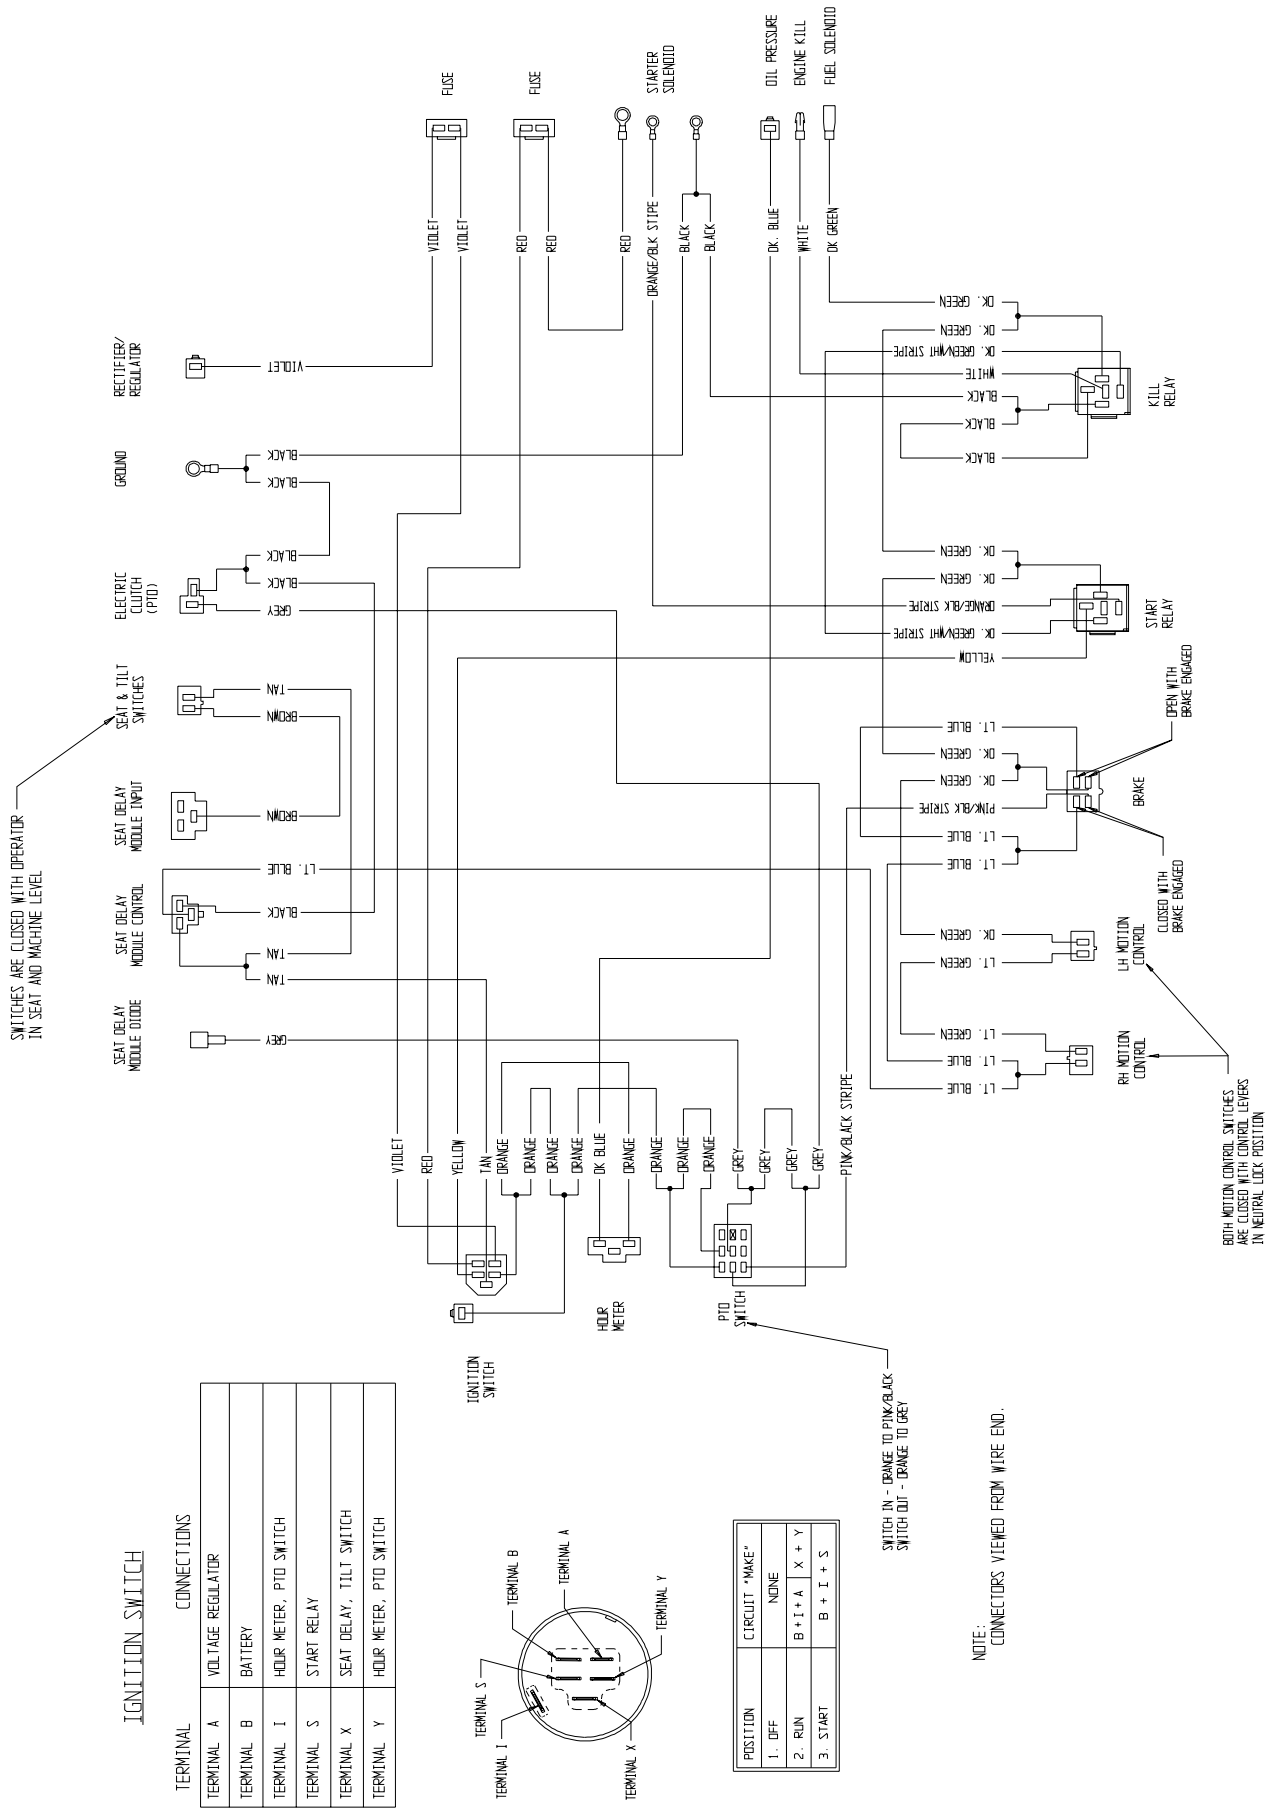 IGNITION SWITCH
TERMINAL CONNECTIONS
TERMINAL A VOLTAGE REGULATOR
TERMINAL B BATTERY
TERMINAL I HOUR METER, PTO SWITCH
TERMINAL S START RELAY
TERMINAL X SEAT DELAY, TILT SWITCH
TERMINAL Y HOUR METER, PTO SWITCH
TERMINAL I
TERMINAL S
TERMINAL B
TERMINAL A
TERMINAL Y
TERMINAL X
POSITION CIRCUIT "MAKE"
1. OFF NONE
2. RUN B+I+A X + Y
3. START B + I + S
NOTE:
CONNECTORS VIEWED FROM WIRE END.
SWITCHES ARE CLOSED WITH OPERATOR
IN SEAT AND MACHINE LEVEL
SEAT DELAY
MODULE DIODE
SEAT DELAY
MODULE CONTROL
SEAT DELAY
MODULE INPUT
SEAT & TILT
SWITCHES
ELECTRIC
CLUTCH
(PTO)
GROUND
RECTIFIER/
REGULATOR
GREY
TAN
TAN
BLACK
LT. BLUE
BROWN
BROWN
TAN
GREY
BLACK
BLACK
BLACK
BLACK
VIOLET
IGNITION
SWITCH
HOUR
METER
PTO
SWITCH
SWITCH IN - ORANGE TO PINK/BLACK
SWITCH OUT - ORANGE TO GREY
VIOLET
RED
YELLOW
TAN
ORANGE
ORANGE
ORANGE
ORANGE
DK BLUE
ORANGE
ORANGE
ORANGE
ORANGE
GREY
GREY
GREY
GREY
PINK/BLACK STRIPE
VIOLET
VIOLET
RED
RED
RED
ORANGE/BLK STIPE
BLACK
BLACK
DK. BLUE
WHITE
DK GREEN
FUSE
FUSE
STARTER
SOLENOID
OIL PRESSURE
ENGINE KILL
FUEL SOLENOID
LT. BLUE
LT. BLUE
LT. GREEN
LT. GREEN
DK. GREEN
LT. BLUE
LT. BLUE
PINK/BLK STRIPE
DK. GREEN
DK. GREEN
LT. BLUE
YELLOW
DK. GREEN/WHT STRIPE
ORANGE/BLK STRIPE
DK. GREEN
DK. GREEN
BLACK
BLACK
BLACK
WHITE
DK. GREEN/WHT STRIPE
DK. GREEN
DK. GREEN
RH MOTION
CONTROL
LH MOTION
CONTROL
BRAKE
START
RELAY
KILL
RELAY
CLOSED WITH
BRAKE ENGAGED
OPEN WITH
BRAKE ENGAGED
BOTH MOTION CONTROL SWITCHES
ARE CLOSED WITH CONTROL LEVERS
IN NEUTRAL LOCK POSITION